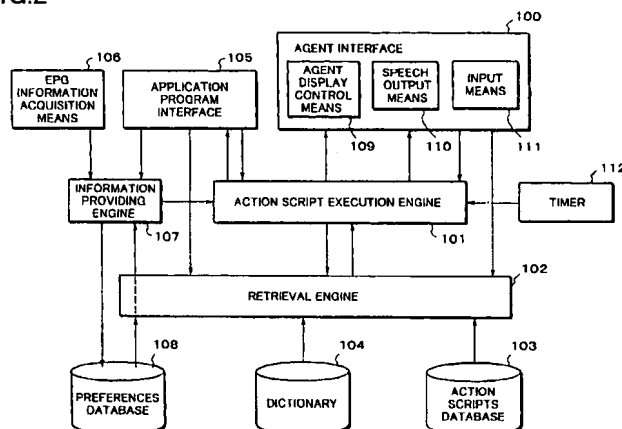 100
106
105
AGENT INTERFACE
EPG
INFORMATION
ACQUISITION
MEANS
APPLICATION
PROGRAM
INTERFACE
AGENT
DISPLAY
CONTROL
MEANS
SPEECH
OUTPUT
MEANS
INPUT
MEANS
109
110
111
112
INFORMATION
PROVIDING
ENGINE
ACTION SCRIPT EXECUTION ENGINE
TIMER
107
101
102
RETRIEVAL ENGINE
108
104
103
PREFERENCES
DATABASE
DICTIONARY
ACTION
SCRIPTS
DATABASE